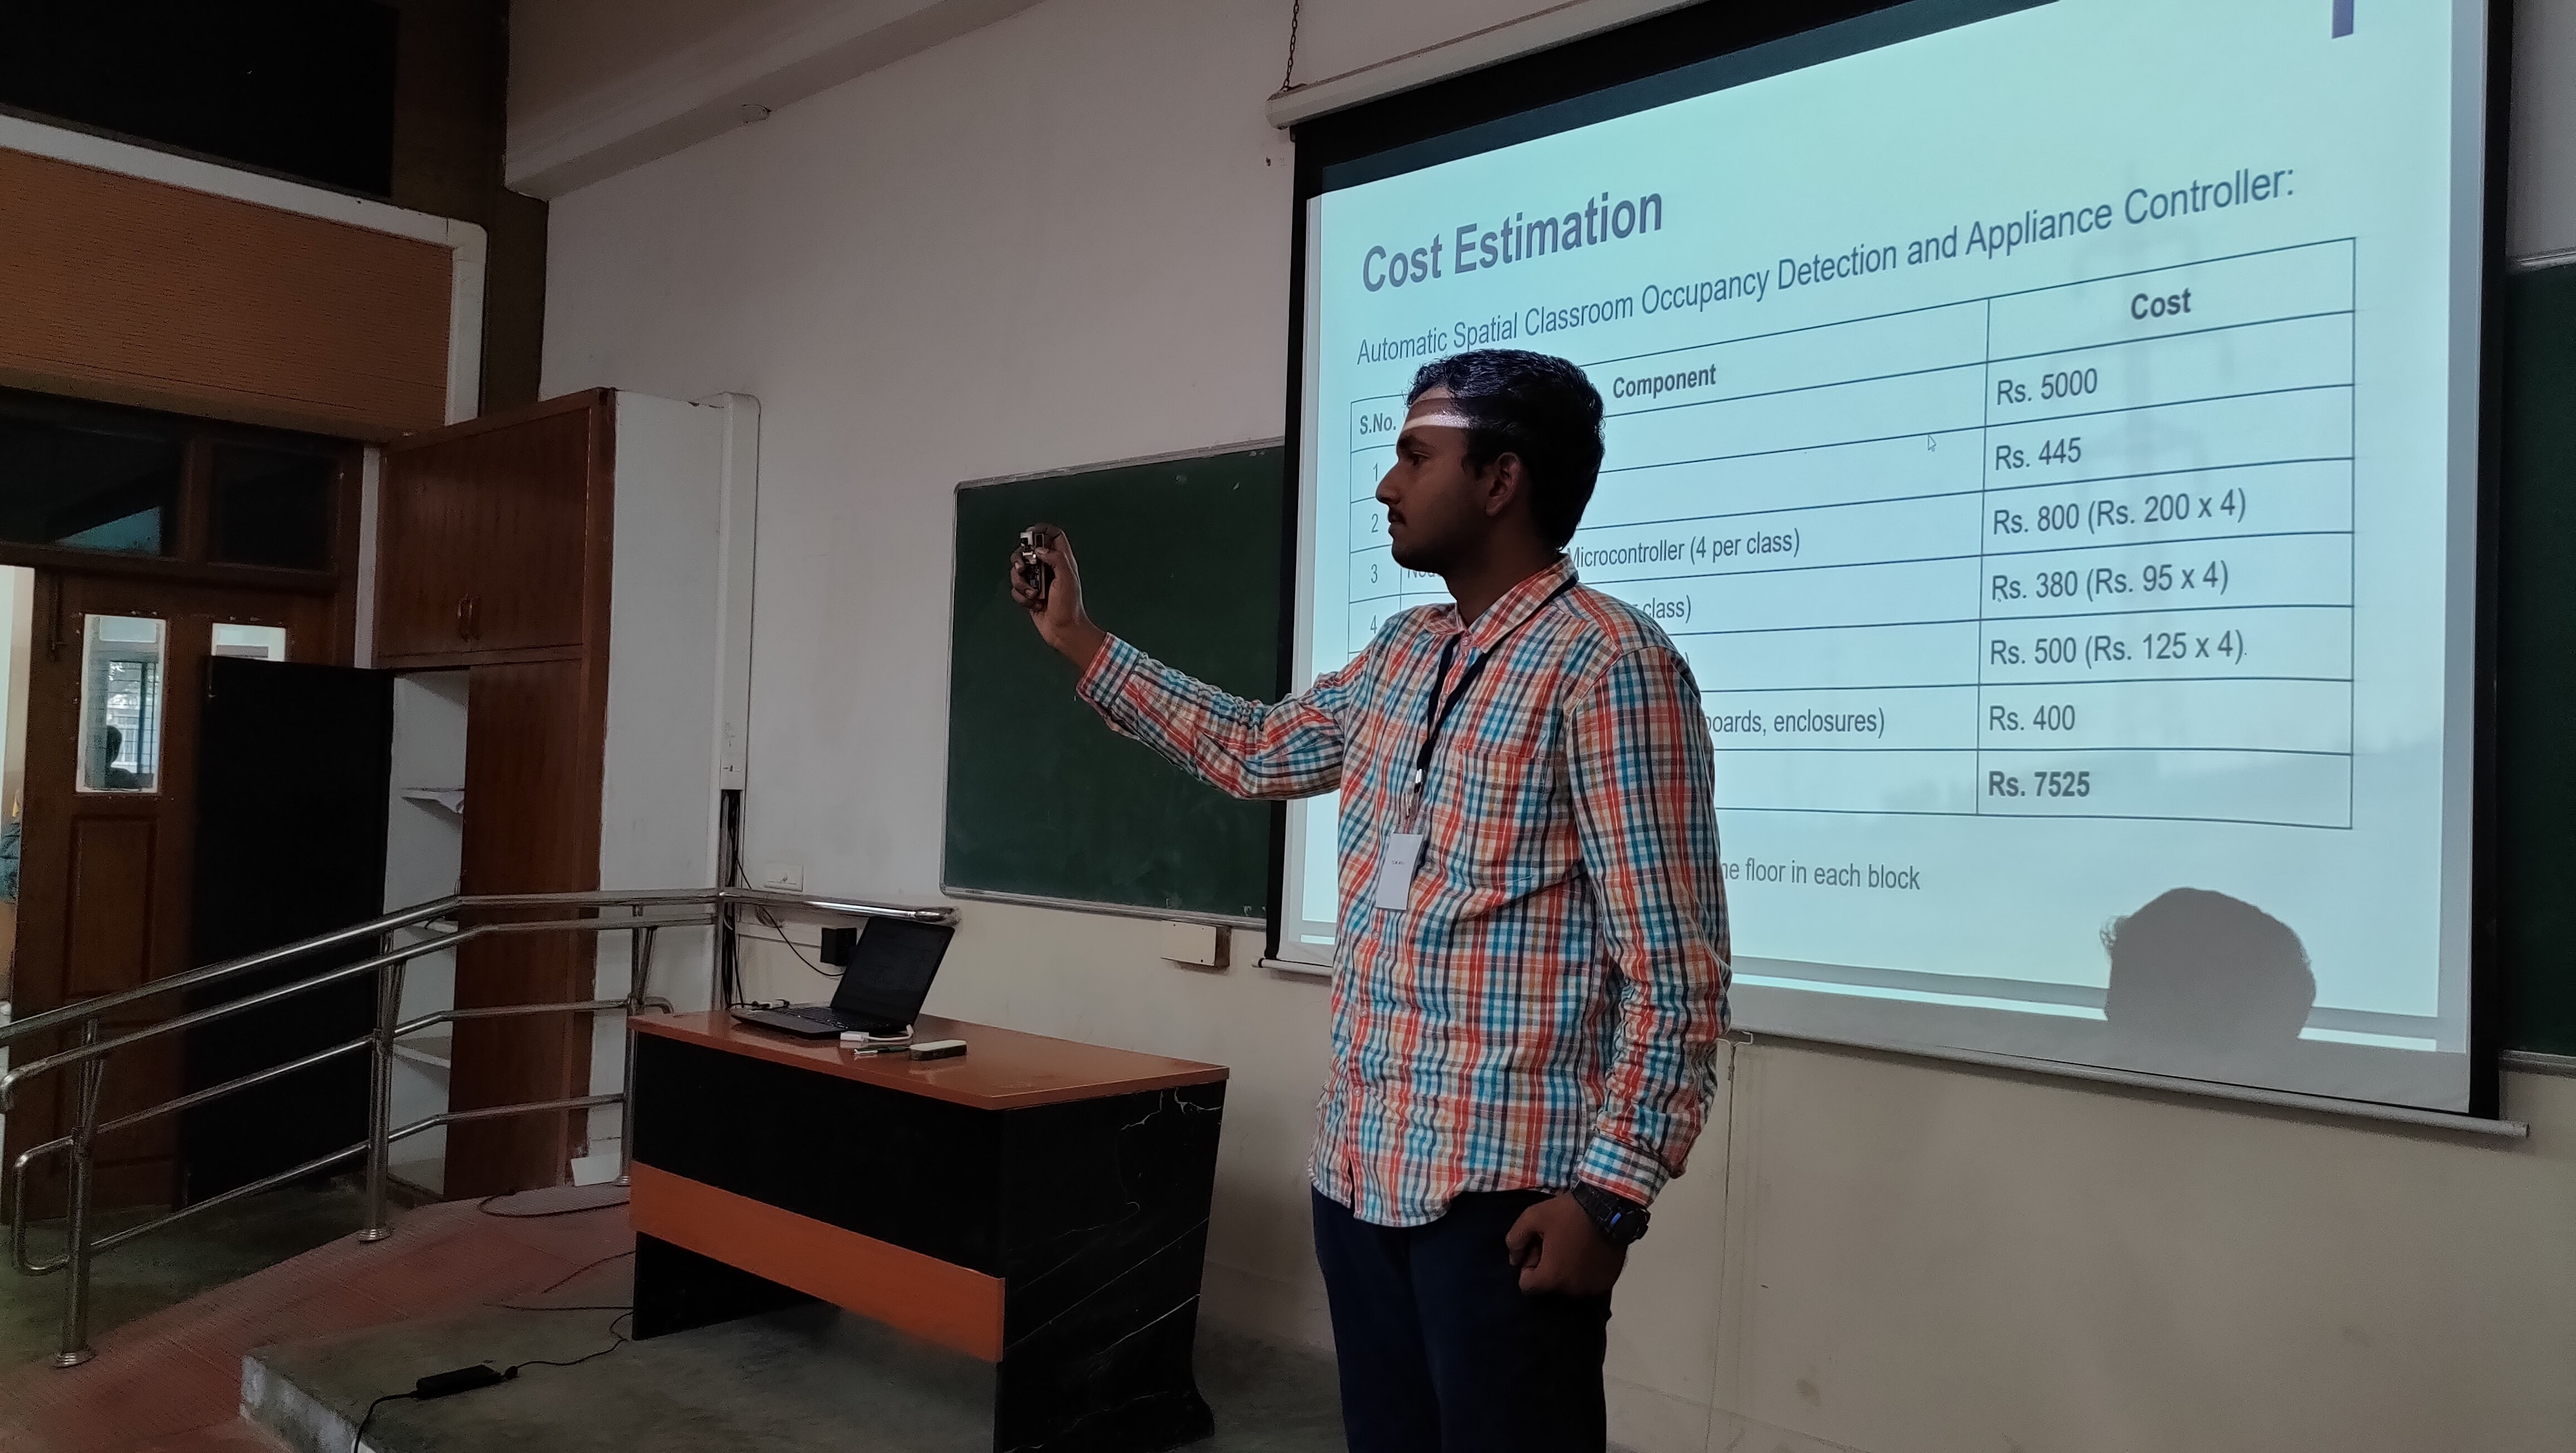 Cost Estimation
Automatic Spatial Classroom Occupancy Detection and Appliance Controller:
S.No. Component Cost
1 Rs. 5000
2 Rs. 445
3 Microcontroller (4 per class) Rs. 800 (Rs. 200 x 4)
4 class) Rs. 380 (Rs. 95 x 4)
Rs. 500 (Rs. 125 x 4)
enclosures) Rs. 400
Rs. 7525
floor in each block